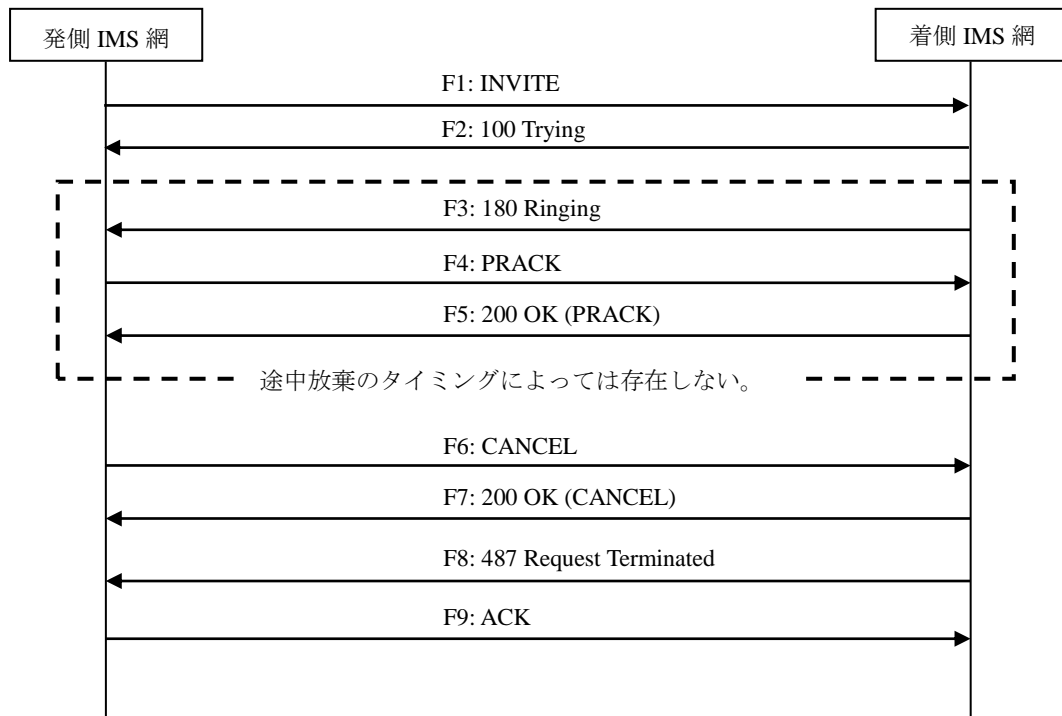 発側 IMS 網
着側 IMS 網
F1: INVITE
F2: 100 Trying
F3: 180 Ringing
F4: PRACK
F5: 200 OK (PRACK)
途中放棄のタイミングによっては存在しない。
F6: CANCEL
F7: 200 OK (CANCEL)
F8: 487 Request Terminated
F9: ACK